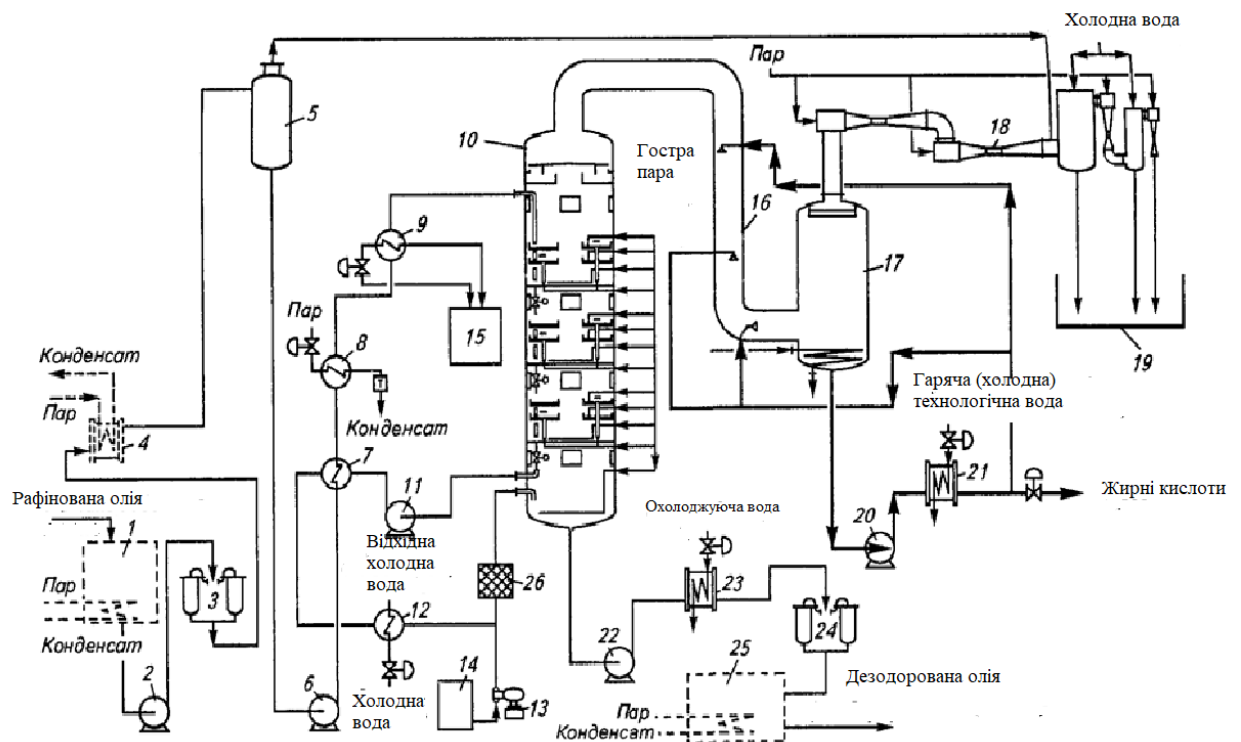 Холодна вода
Пар
5
10
Гостра
пара
18
16
9
17
15
19
Пар
8
Конденсат
Пар
4
Конденсат
Гаряча (холодна)
технологічна вода
7
11
21
Рафінована олія
Жирні кислоти
1
Охолоджуюча вода
20
Відхідна
холодна
вода
26
Пар
3
23
Конденсат
12
24
22
25
2
6
14
13
Холодна
вода
Дезодорована олія
Пар
Конденсат